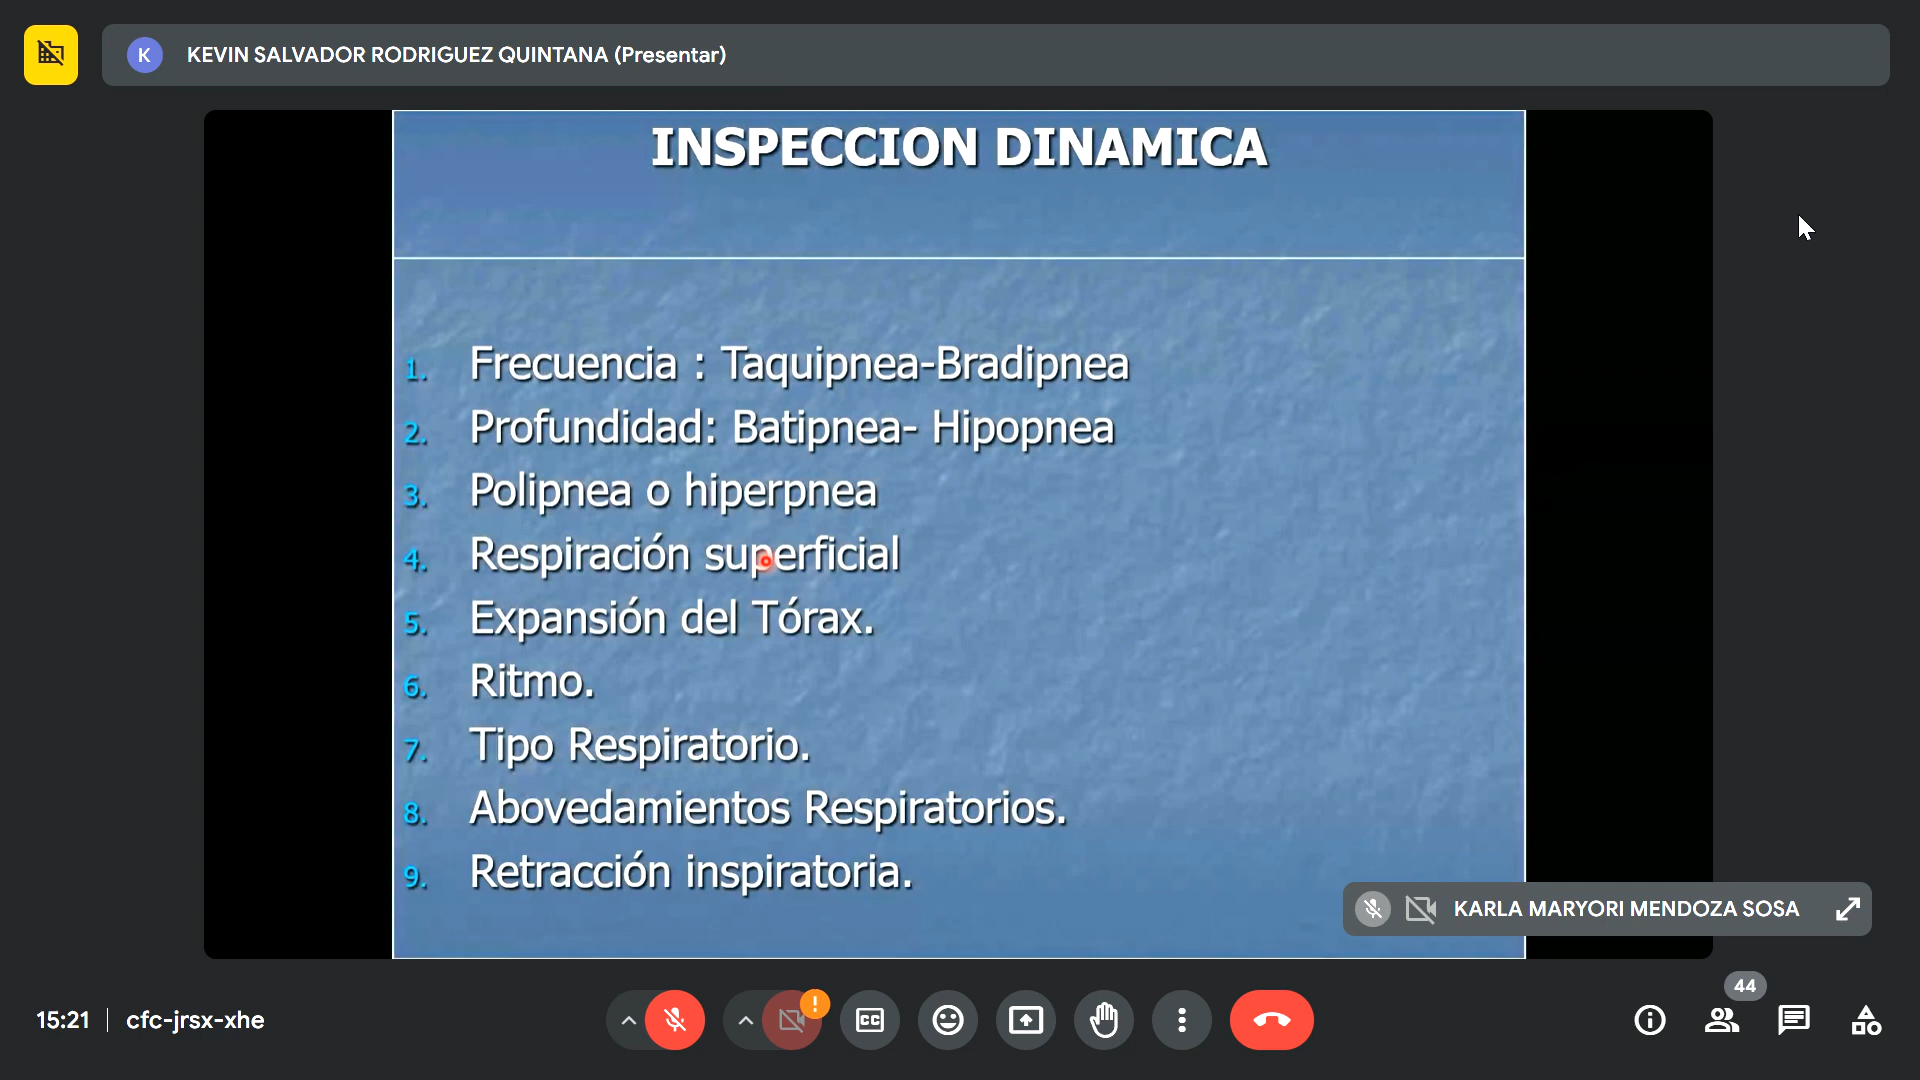 K
KEVIN SALVADOR RODRIGUEZ QUINTANA (Presentar)
INSPECCION DINAMICA
1. Frecuencia : Taquipnea-Bradipnea
2. Profundidad: Batipnea- Hipopnea
3. Polipnea o hiperpnea
4. Respiración superficial
5. Expansión del Tórax.
6. Ritmo.
7. Tipo Respiratorio.
8. Abovedamientos Respiratorios.
9. Retracción inspiratoria.
KARLA MARYORI MENDOZA SOSA
44
15:21 | cfc-jrsx-xhe
!
CC